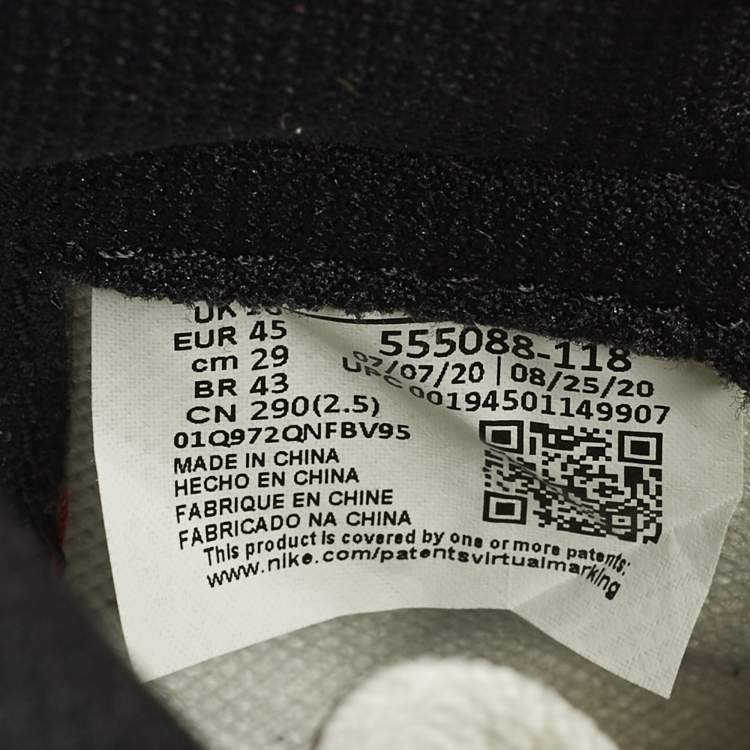 UK
EUR 45
cm 29
BR 43
CN 290(2.5)
01Q972QNFBV95
MADE IN CHINA
HECHO EN CHINA
FABRIQUE EN CHINE
FABRICADO NA CHINA
555088-118
07/07/20 | 08/25/20
UPC 00194501149907
This product is covered by one or more patents:
www.nike.com/patentsvirtualmarking